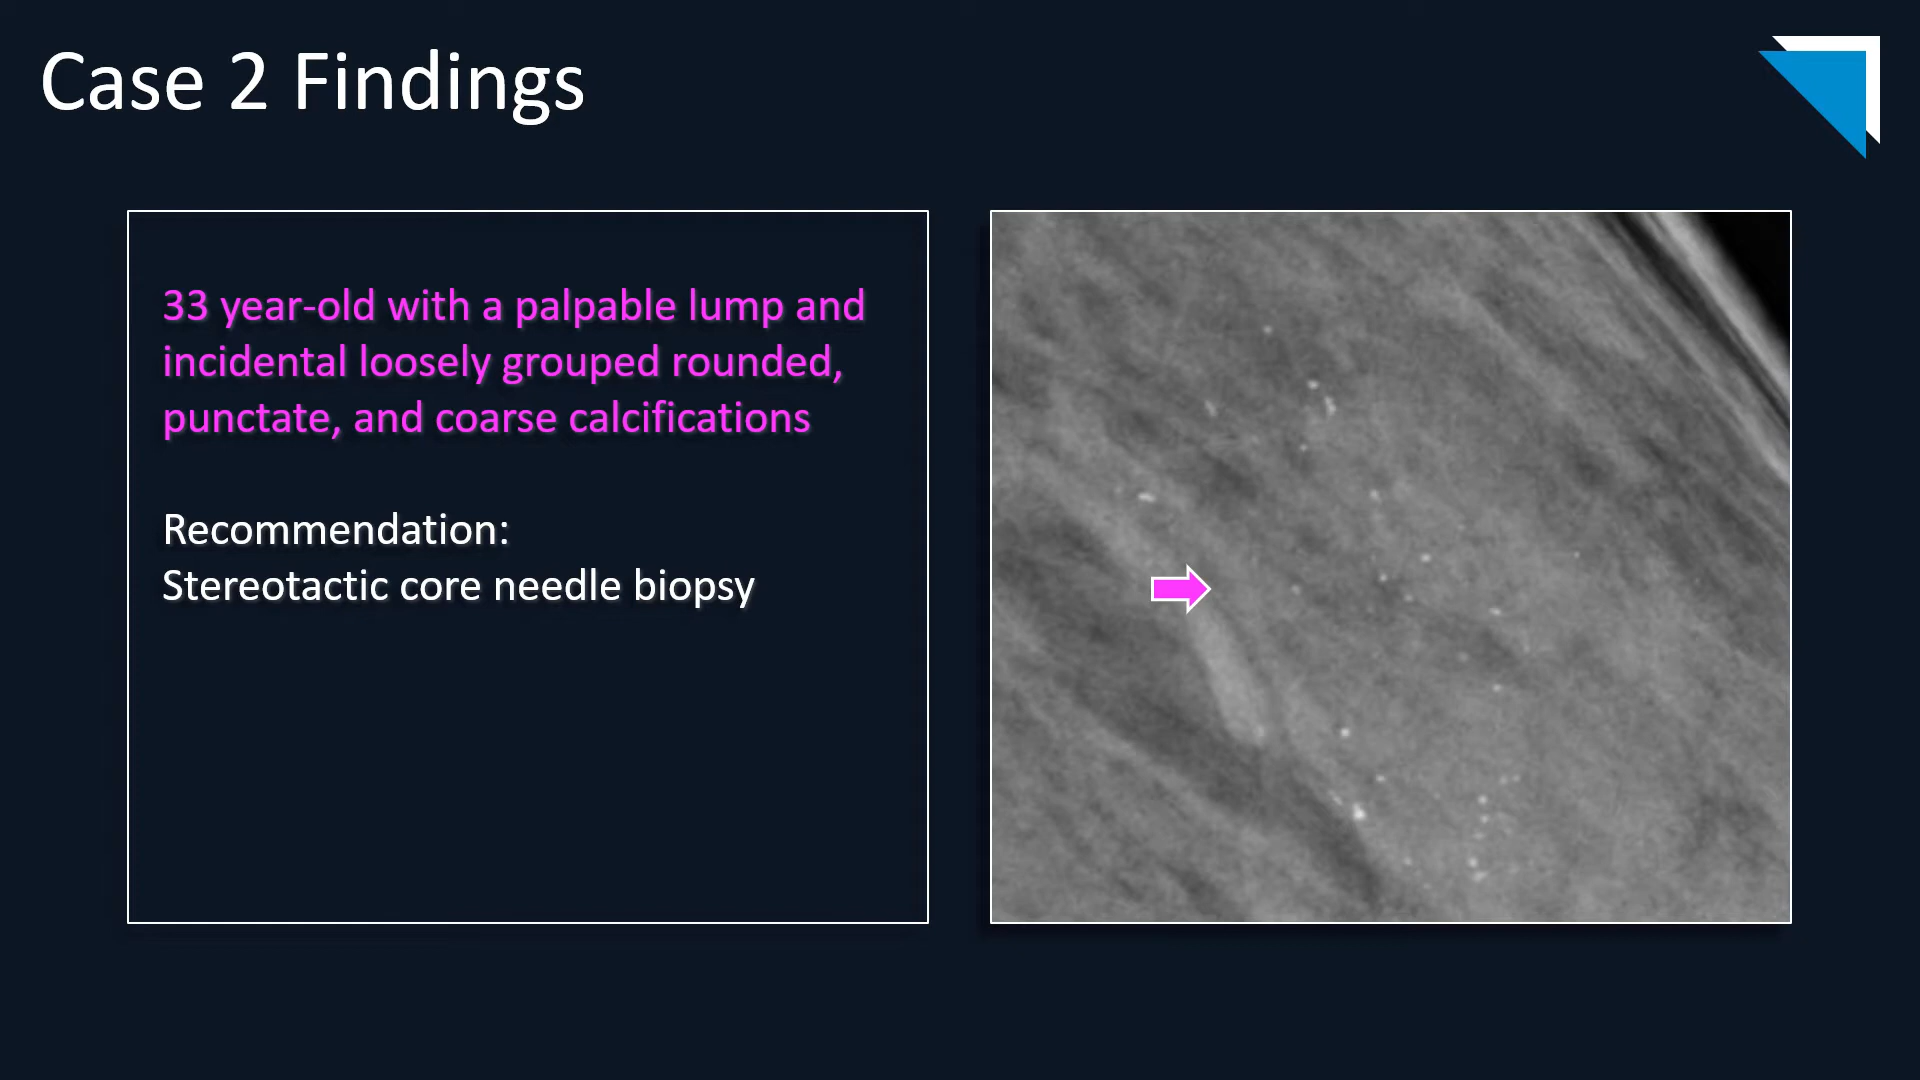 Case 2 Findings
33 year-old with a palpable lump and
incidental loosely grouped rounded,
punctate, and coarse calcifications
Recommendation:
Stereotactic core needle biopsy